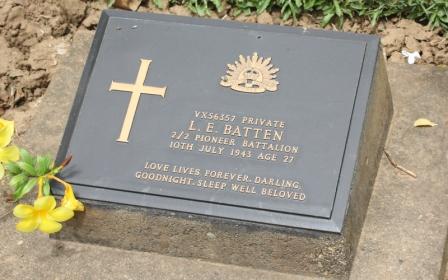 VX56357 PRIVATE
L. E. BATTEN
2/2 PIONEER BATTALION
10TH JULY 1943 AGE 27
LOVE LIVES FOREVER, DARLING.
GOODNIGHT. SLEEP WELL BELOVED